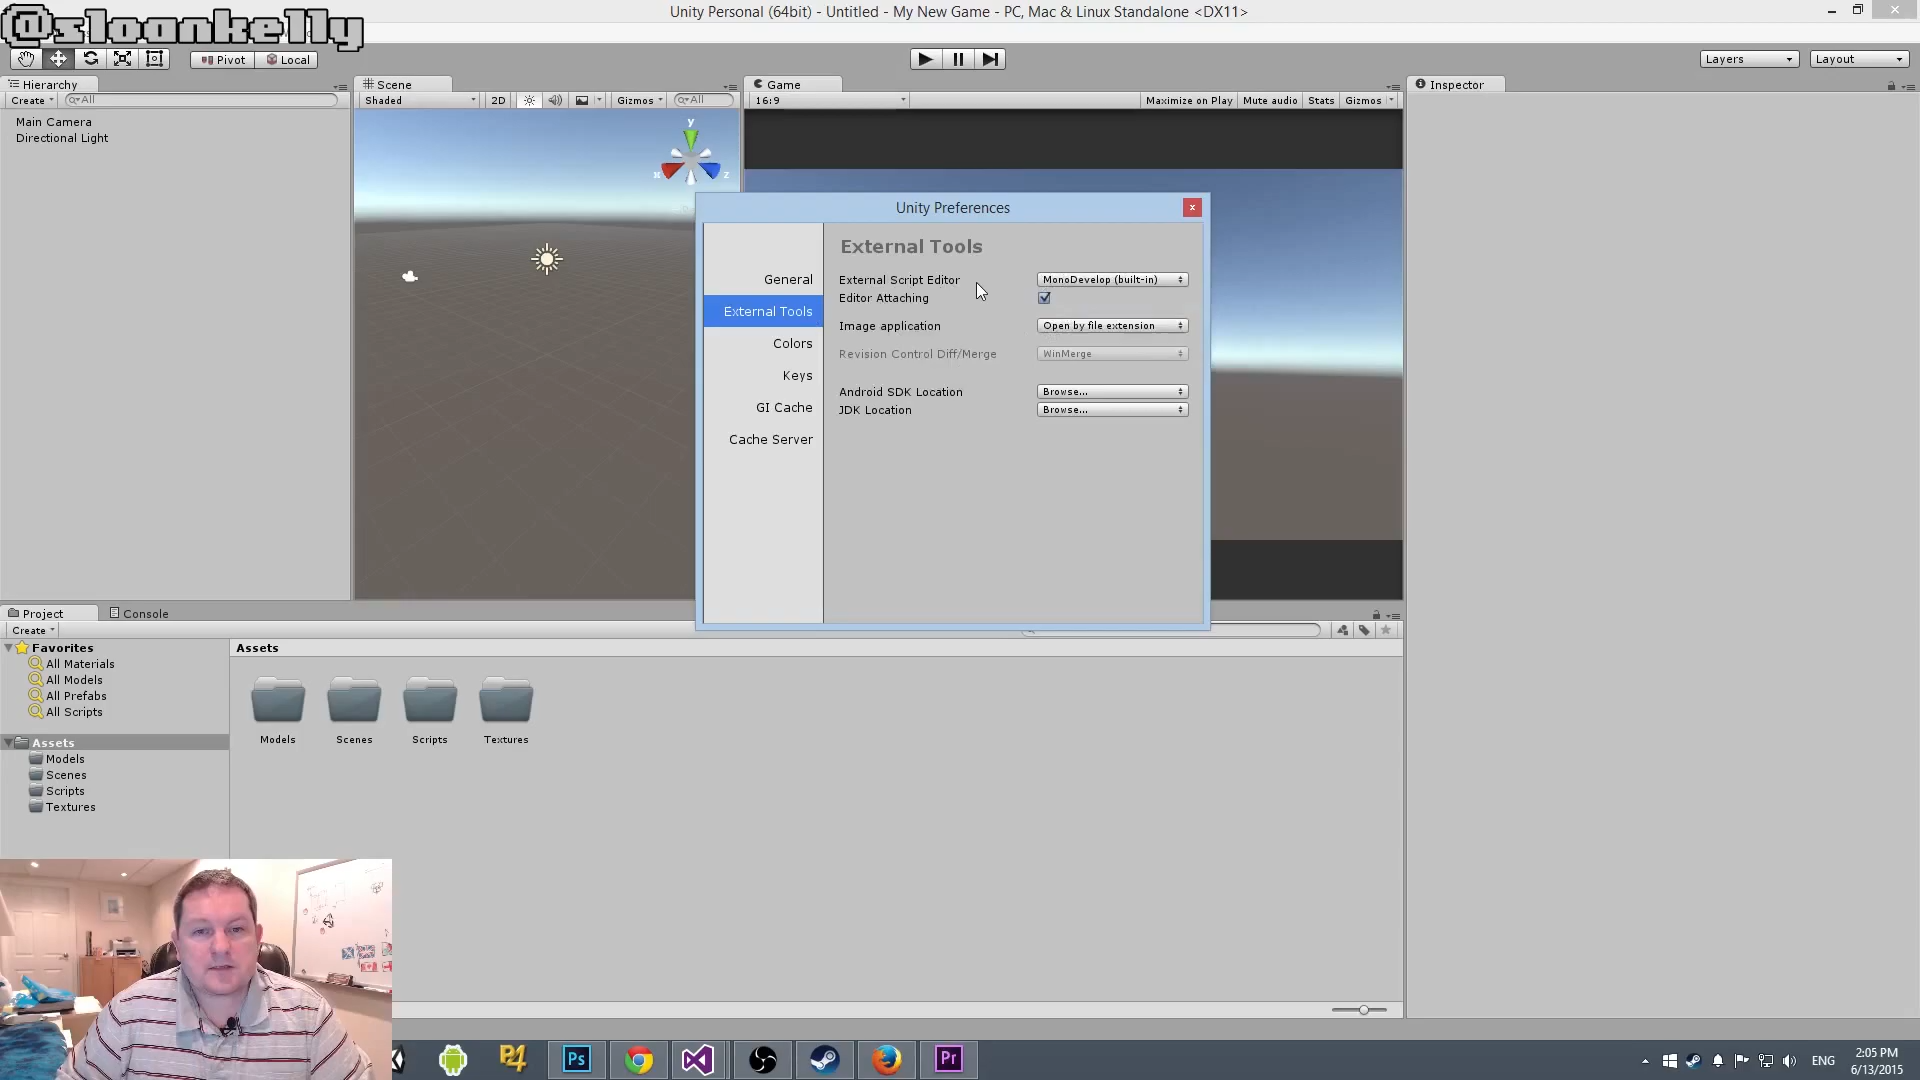 Unity Personal (64bit) - Untitled - My New Game - PC, Mac & Linux Standalone <DX11>
@sloankelly
Pivot
Local
Layers
Layout
Hierarchy
Create
All
Main Camera
Directional Light
Scene
Shaded
2D
Gizmos
All
y
x
z
Game
16:9
Maximize on Play
Mute audio
Stats
Gizmos
Inspector
Unity Preferences
x
General
External Tools
Colors
Keys
GI Cache
Cache Server
External Tools
External Script Editor
MonoDevelop (built-in)
Editor Attaching
Image application
Open by file extension
Revision Control Diff/Merge
WinMerge
Android SDK Location
Browse...
JDK Location
Browse...
Project
Console
Create
Favorites
All Materials
All Models
All Prefabs
All Scripts
Assets
Models
Scenes
Scripts
Textures
Assets
Models
Scenes
Scripts
Textures
P4
Ps
Pr
ENG
2:05 PM
6/13/2015